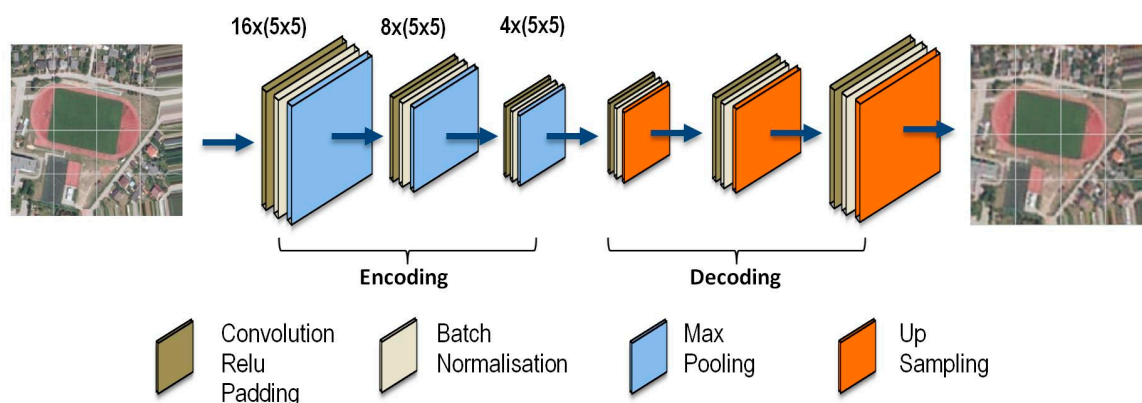 16x(5x5)
8x(5x5)
4x(5x5)
Encoding
Decoding
Convolution
Relu
Padding
Batch
Normalisation
Max
Pooling
Up
Sampling